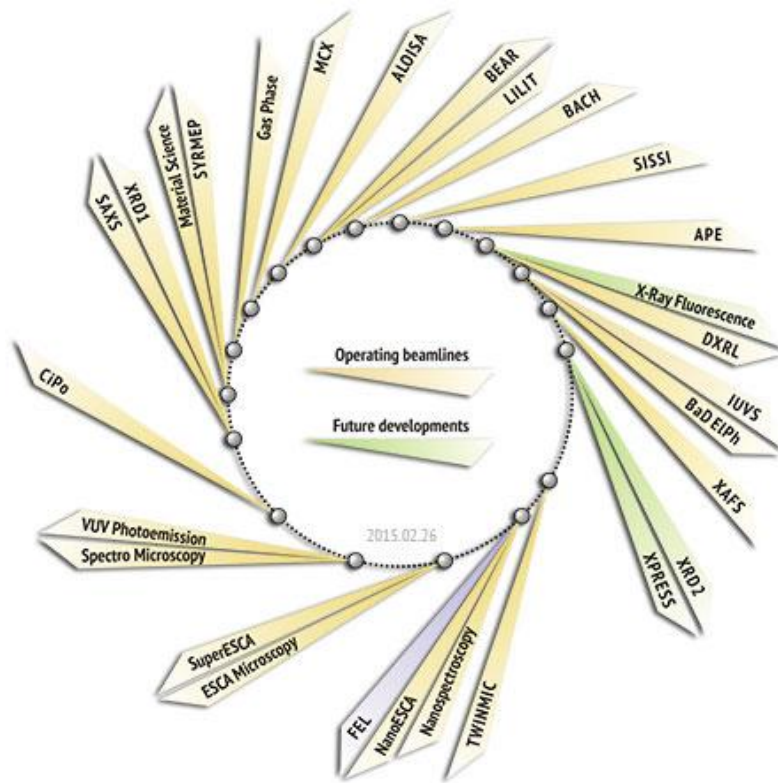 MCX
ALOISA
BEAR
LILIT
BACH
SISSI
APE
X-Ray Fluorescence
DXRL
IUVS
BaD ElPh
XAFS
XRD2
XPRESS
TWINMIC
Nanospectroscopy
NanoESCA
FEL
ESCA Microscopy
SuperESCA
Spectro Microscopy
VUV Photoemission
CiPo
SAXS
XRD1
Material Science
SYRMEP
Gas Phase
Operating beamlines
Future developments
2015.02.26